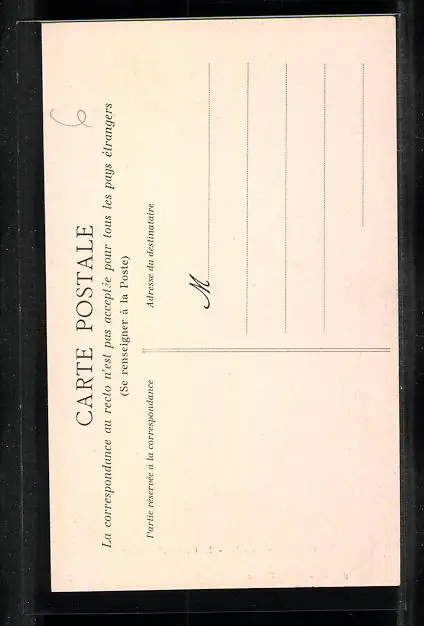 6
CARTE POSTALE
La correspondance au recto n'est pas acceptée pour tous les pays étrangers
(Se renseigner à la Poste)
Partie réservée à la correspondance
Adresse du destinataire
M